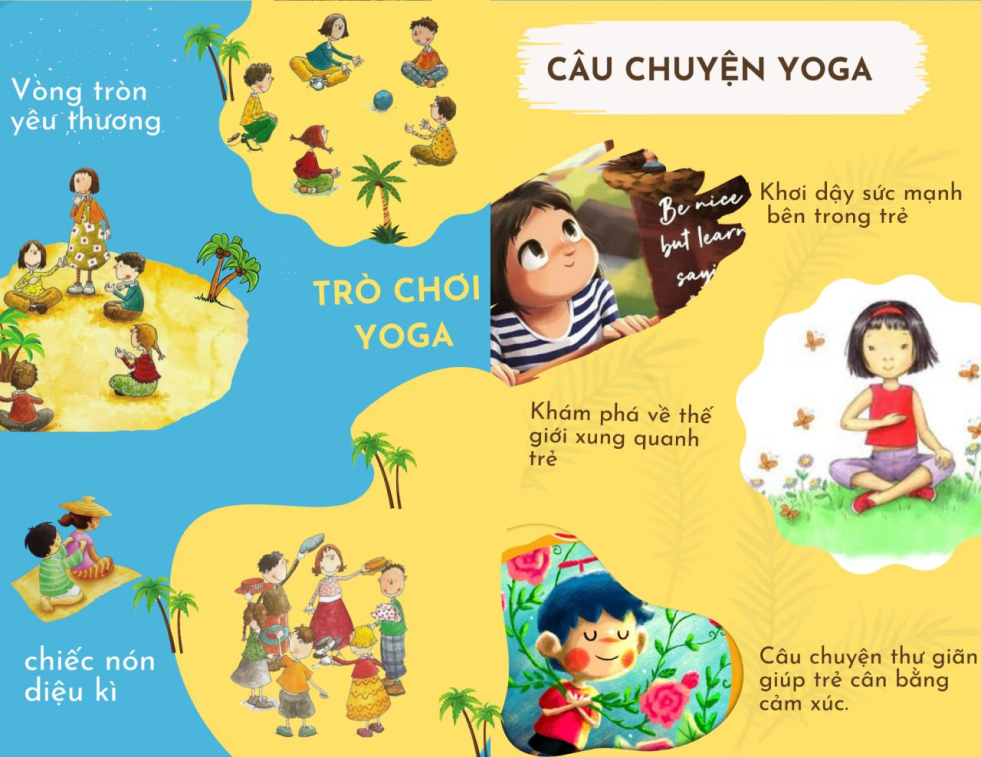 Vòng tròn
yêu thương
TRÒ CHƠI
YOGA
chiếc nón
diệu kì
CÂU CHUYỆN YOGA
Be nice
but learn
Khơi dậy sức mạnh
bên trong trẻ
Khám phá về thế
giới xung quanh
trẻ
Câu chuyện thư giãn
giúp trẻ cân bằng
cảm xúc.